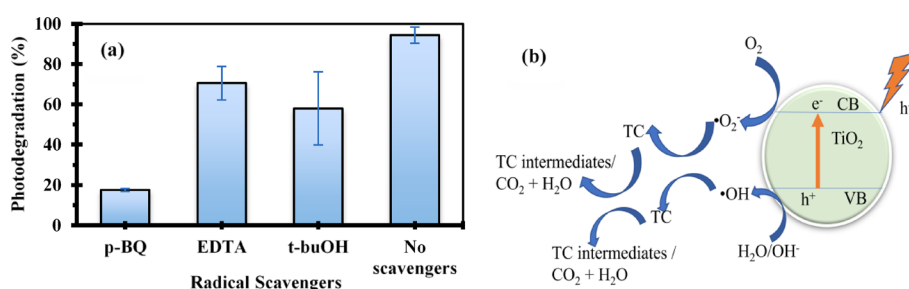 (a)
Photodegradation (%)
100
80
60
40
20
0
p-BQ
EDTA
t-buOH
No
scavengers
Radical Scavengers
(b)
O2
e- CB
h
TiO2
•O2-
TC
TC intermediates/
CO2 + H2O
h+ VB
•OH
TC
H2O/OH-
TC intermediates /
CO2 + H2O